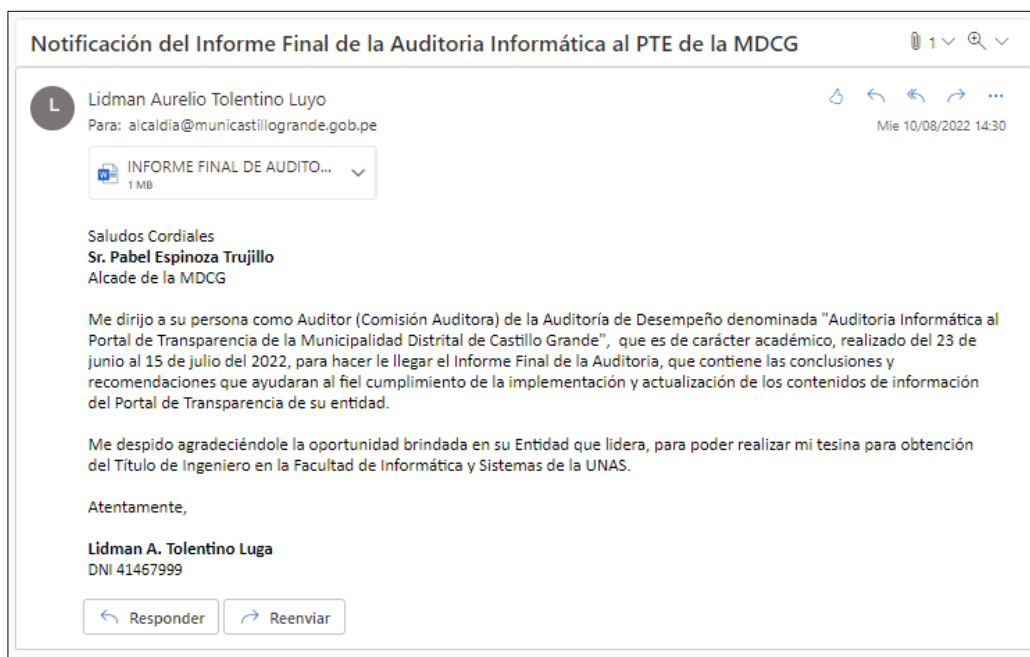 Notificación del Informe Final de la Auditoria Informática al PTE de la MDCG
1
L
Lidman Aurelio Tolentino Luyo
Para: alcaldia@municastillogrande.gob.pe
Mie 10/08/2022 14:30
INFORME FINAL DE AUDITO...
1 MB
Saludos Cordiales
Sr. Pabel Espinoza Trujillo
Alcade de la MDCG
Me dirijo a su persona como Auditor (Comisión Auditora) de la Auditoría de Desempeño denominada "Auditoria Informática al
Portal de Transparencia de la Municipalidad Distrital de Castillo Grande", que es de carácter académico, realizado del 23 de
junio al 15 de julio del 2022, para hacer le llegar el Informe Final de la Auditoria, que contiene las conclusiones y
recomendaciones que ayudaran al fiel cumplimiento de la implementación y actualización de los contenidos de información
del Portal de Transparencia de su entidad.
Me despido agradeciéndole la oportunidad brindada en su Entidad que lidera, para poder realizar mi tesina para obtención
del Título de Ingeniero en la Facultad de Informática y Sistemas de la UNAS.
Atentamente,
Lidman A. Tolentino Luga
DNI 41467999
Responder
Reenviar